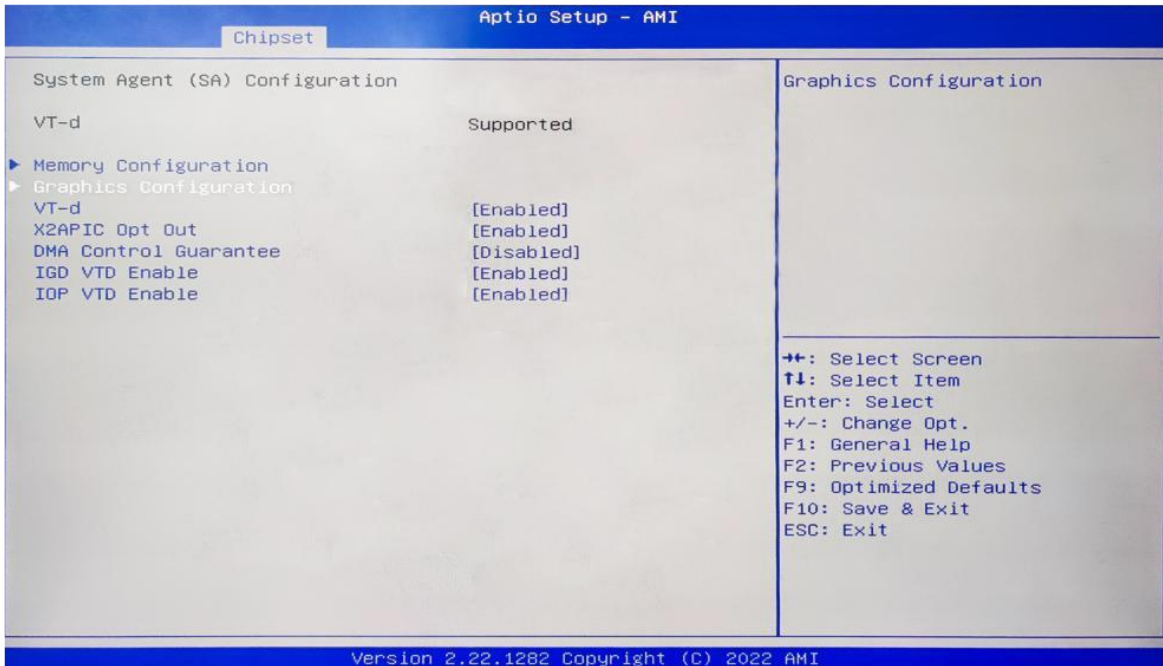 Aptio Setup - AMI
Chipset
System Agent (SA) Configuration
VT-d Supported
▶ Memory Configuration
▶ Graphics Configuration
VT-d [Enabled]
X2APIC Opt Out [Enabled]
DMA Control Guarantee [Disabled]
IGD VTD Enable [Enabled]
IOP VTD Enable [Enabled]
Graphics Configuration
→←: Select Screen
↑↓: Select Item
Enter: Select
+/-: Change Opt.
F1: General Help
F2: Previous Values
F9: Optimized Defaults
F10: Save & Exit
ESC: Exit
Version 2.22.1282 Copyright (C) 2022 AMI